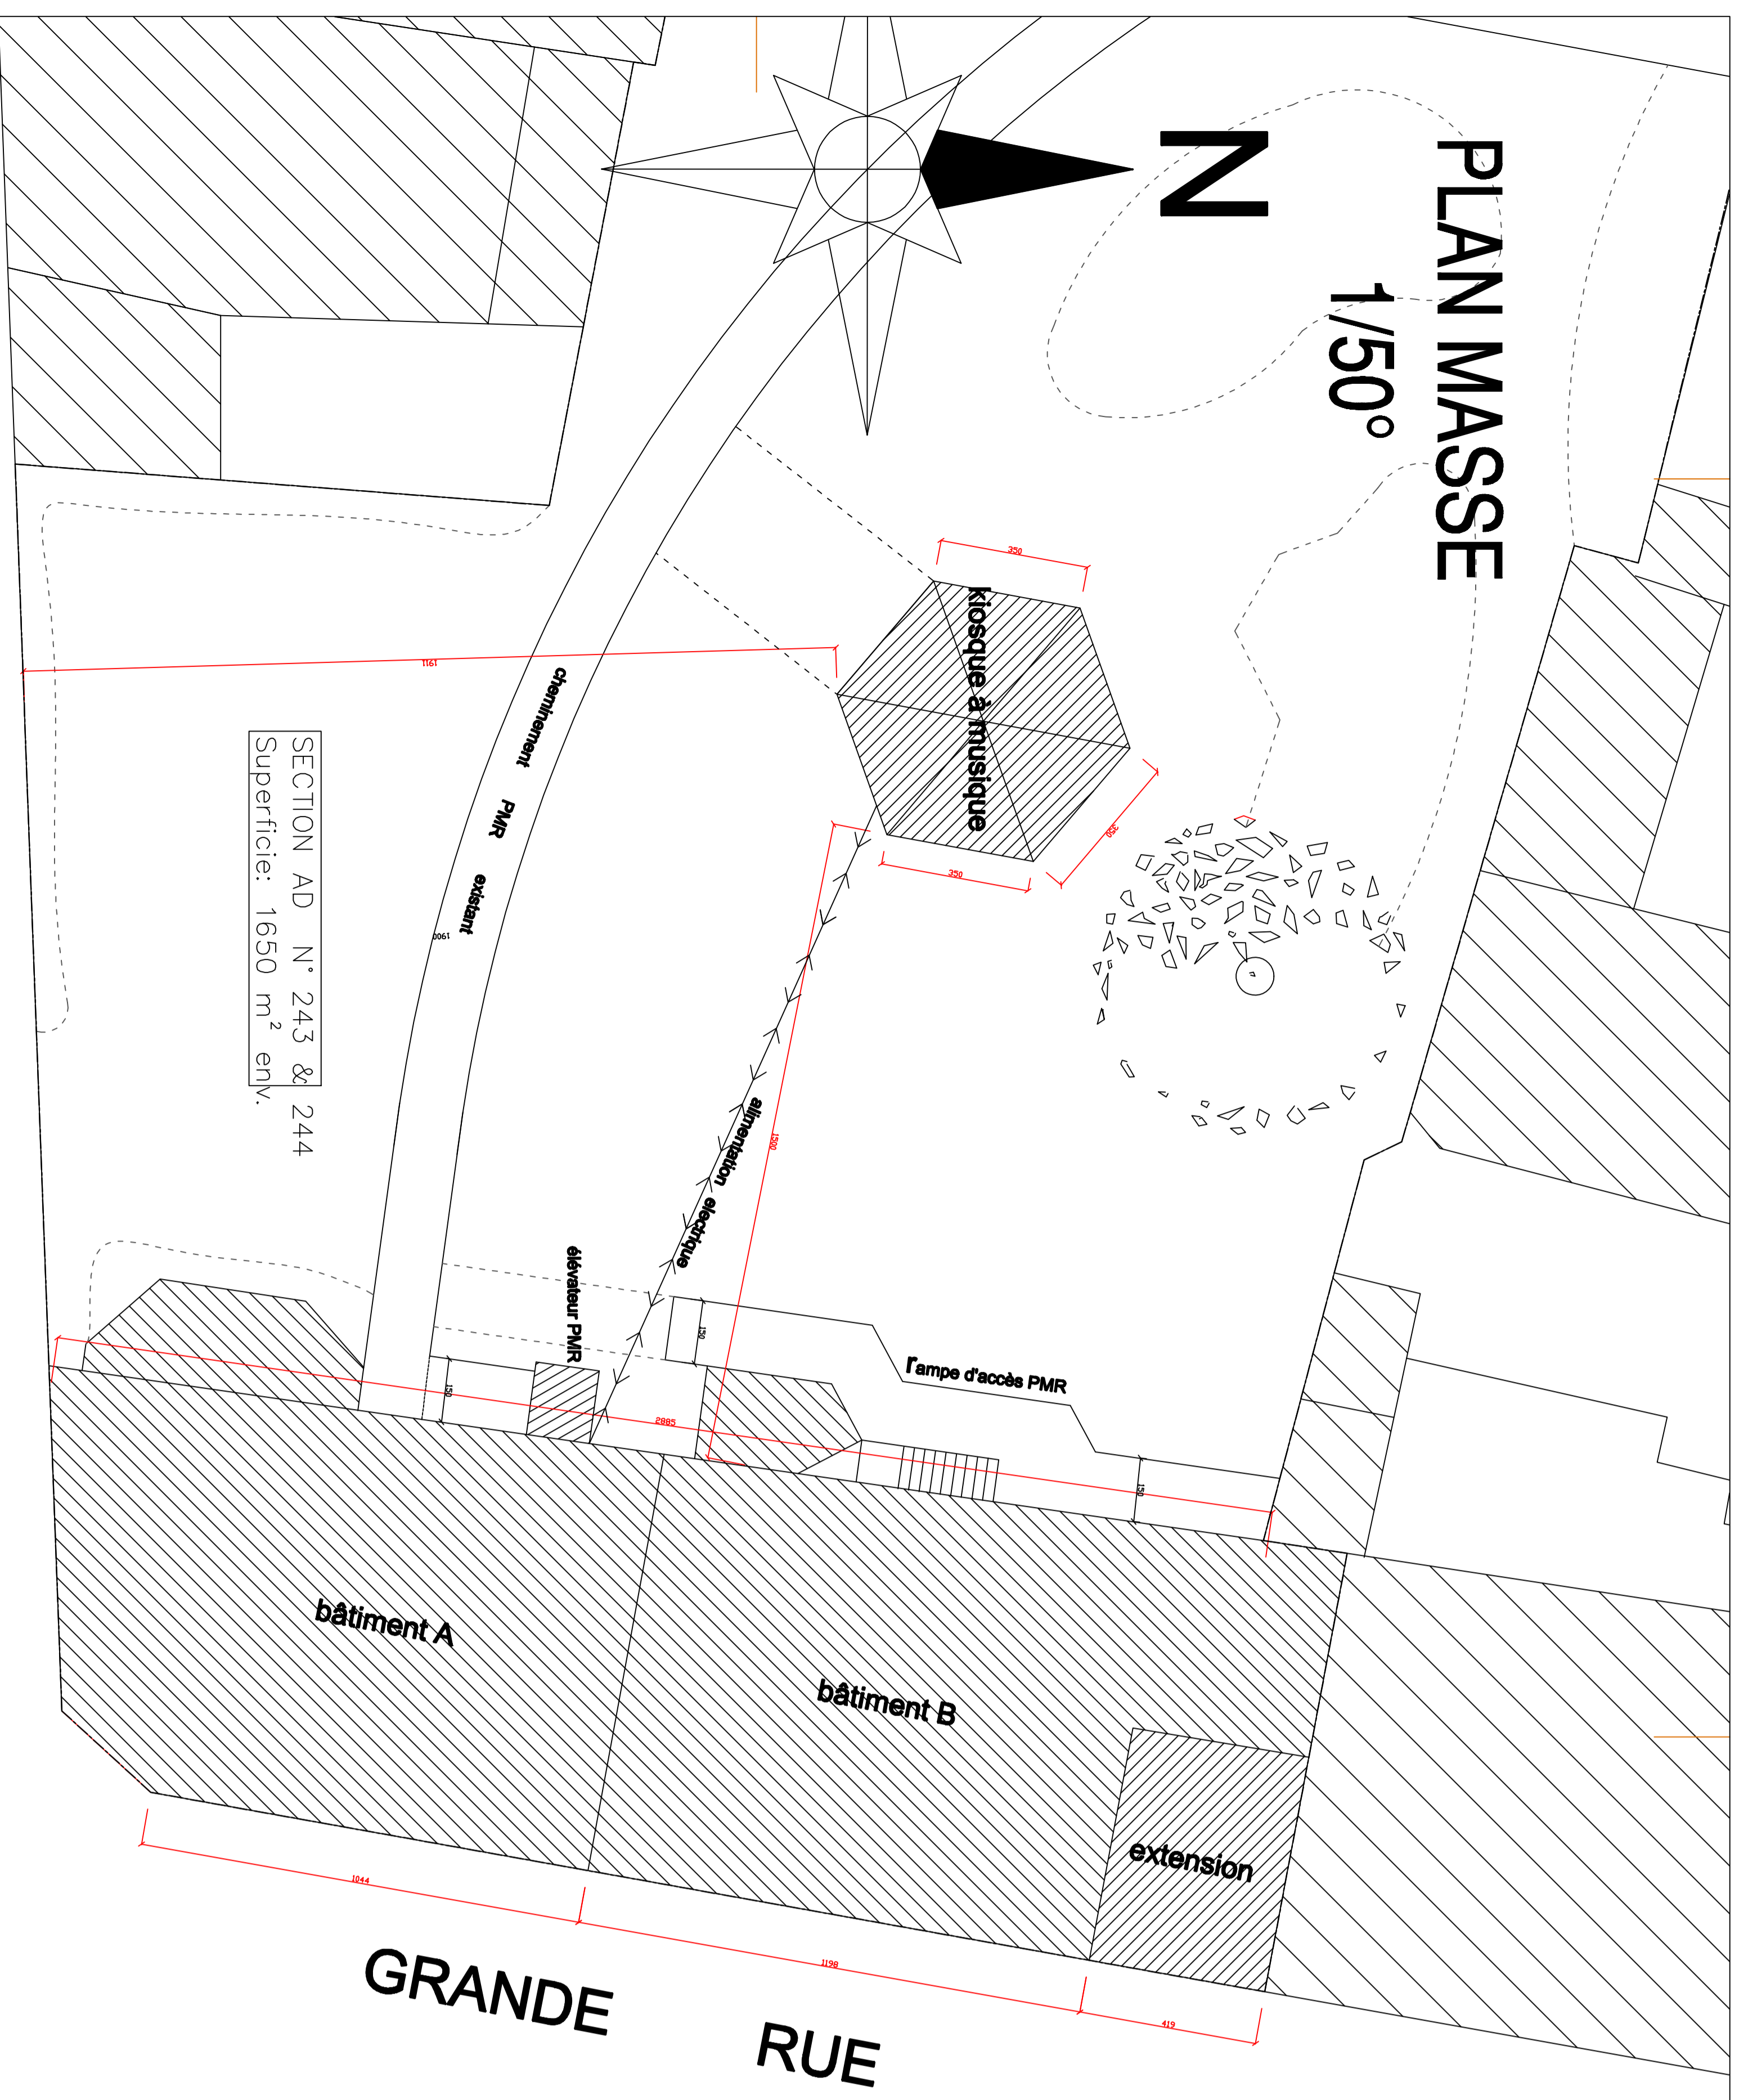 PLAN MASSE
1/50°
N
kiosque à musique
350
350
350
1911
cheminement PMR existant
1900
SECTION AD N° 243 & 244
Superficie: 1650 m² env.
alimentation électrique
1500
élévateur PMR
150
rampe d'accès PMR
150
150
2885
bâtiment A
bâtiment B
extension
1044
1198
419
GRANDE RUE